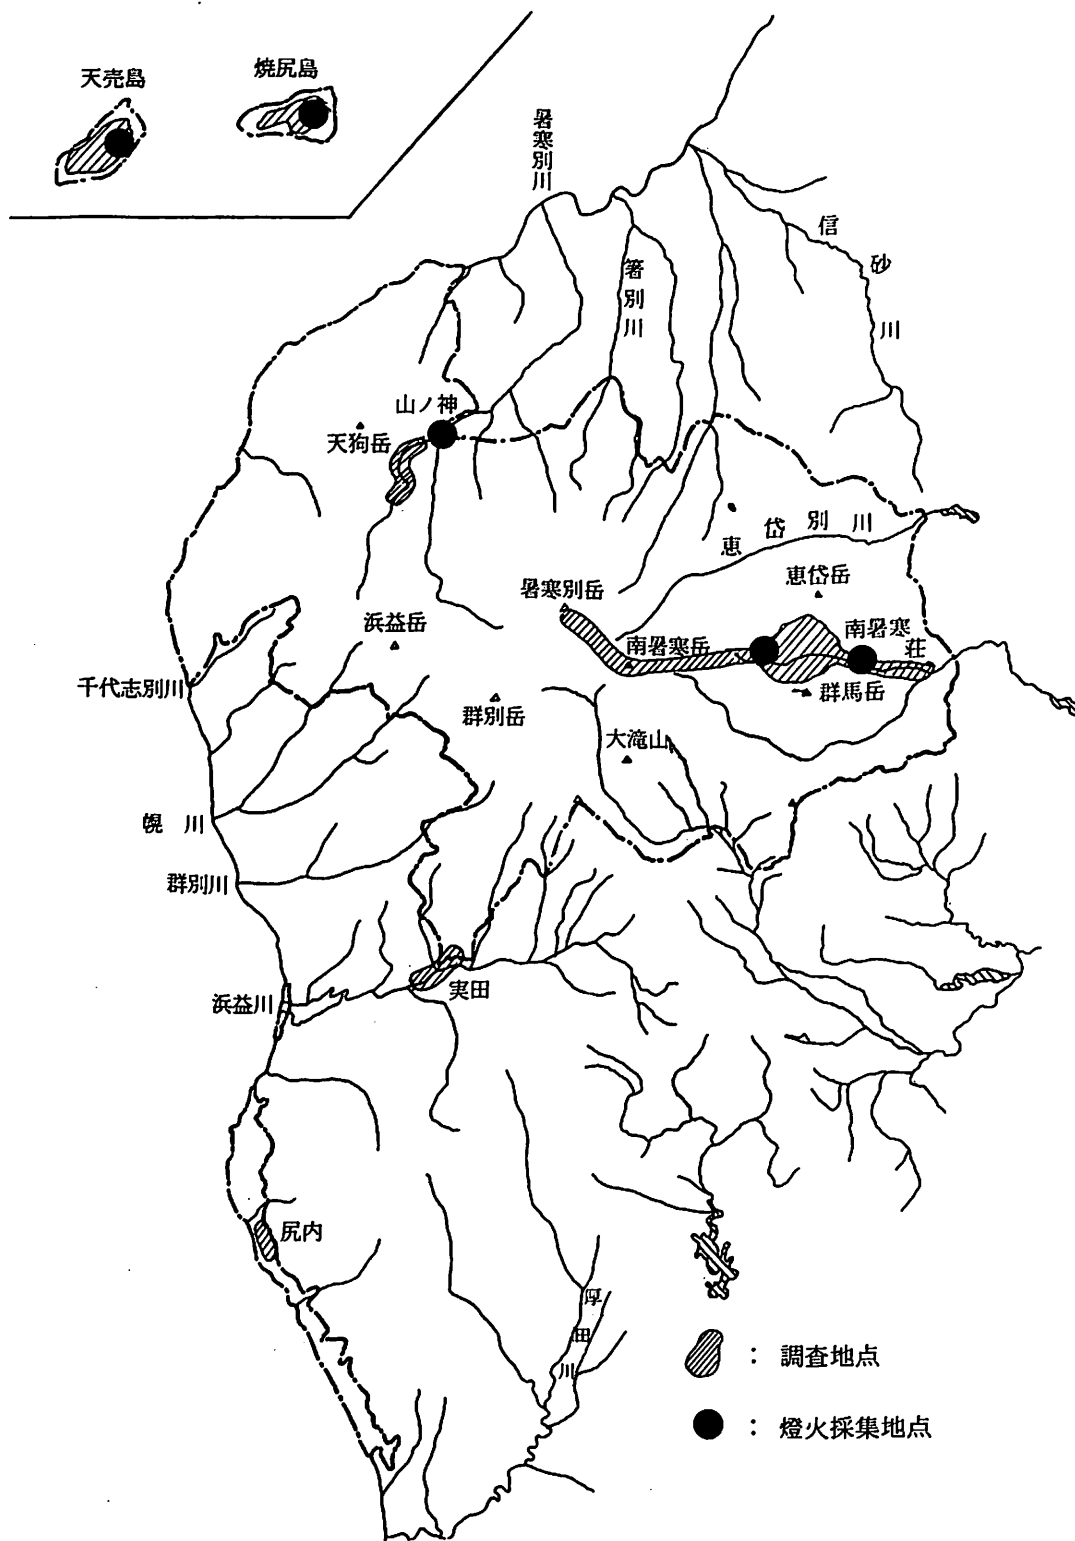 天売島
焼尻島
暑寒別川
信砂川
箸別川
山ノ神
天狗岳
恵岱別川
恵岱岳
暑寒別岳
浜益岳
南暑寒岳
南暑寒荘
千代志別川
群別岳
群馬岳
大滝山
幌川
群別川
浜益川
実田
尻内
厚田川
：調査地点
：燈火採集地点